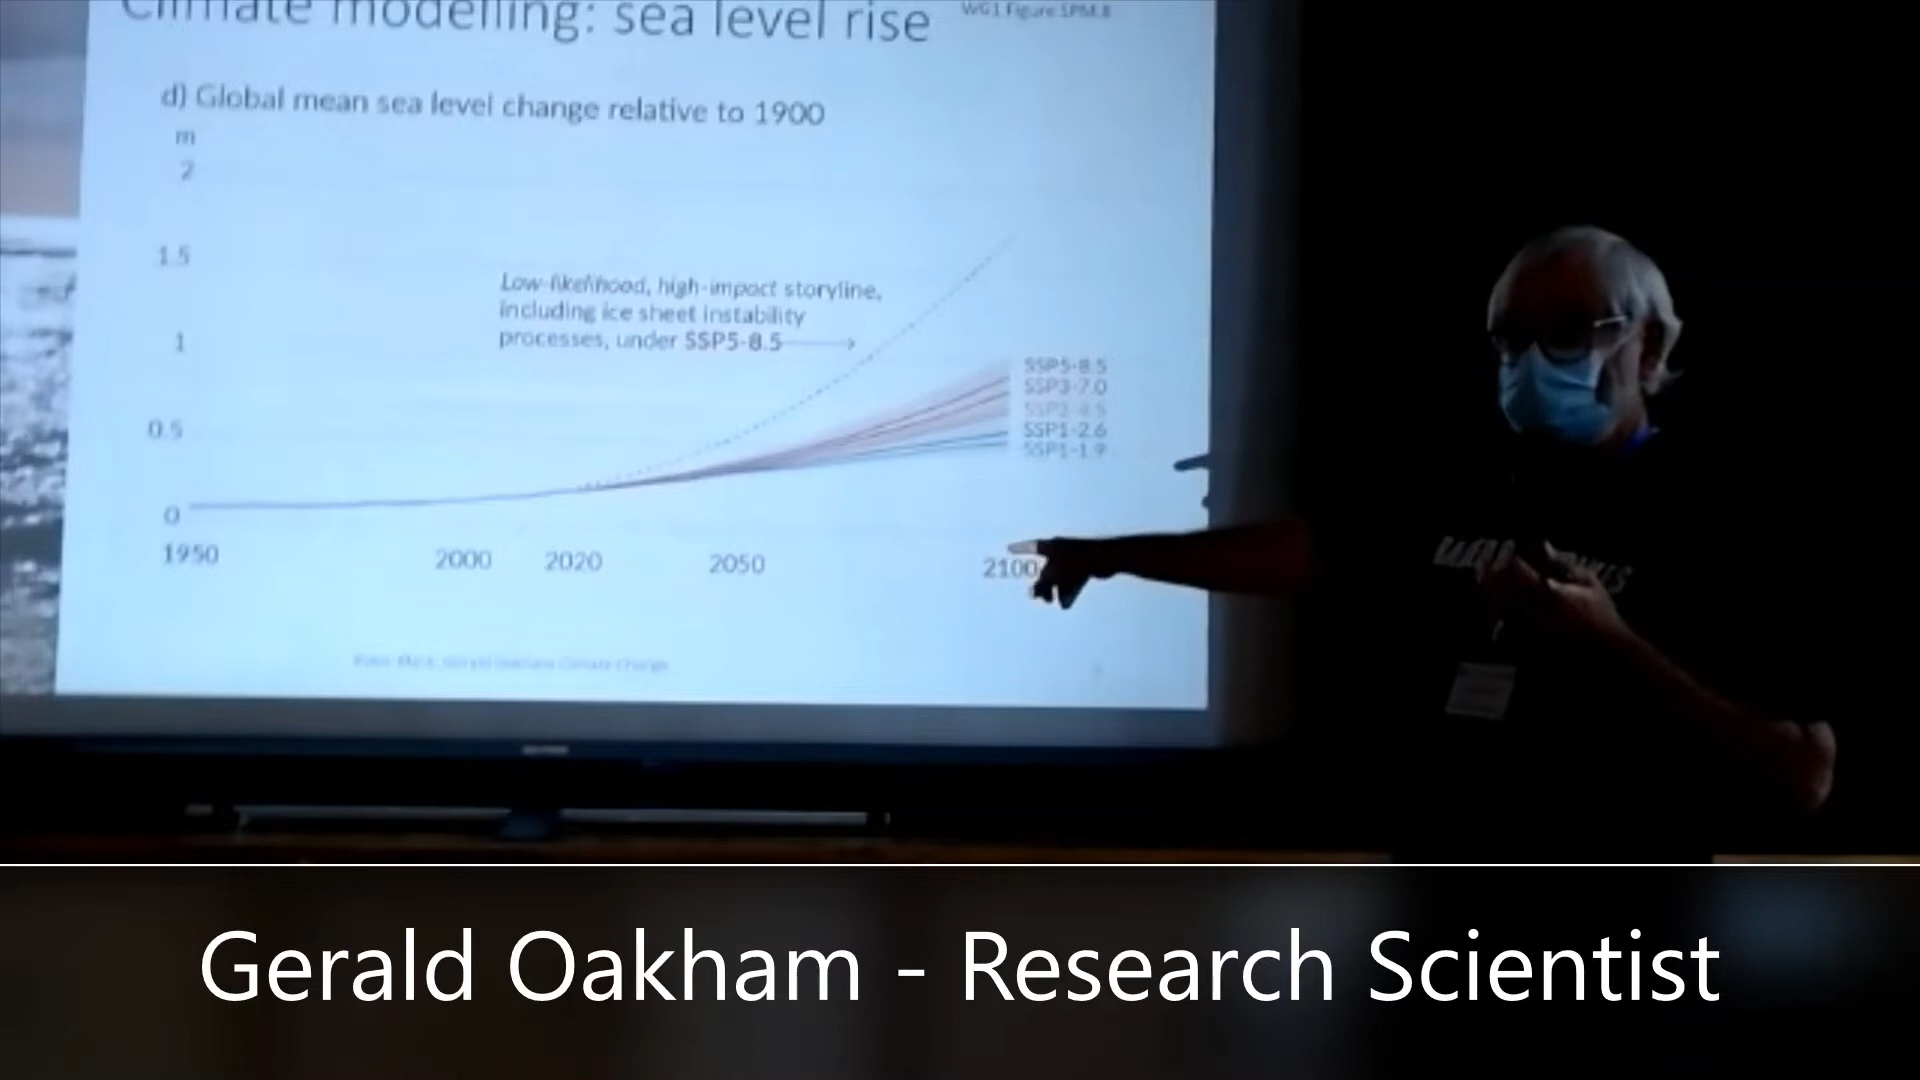 Climate modelling: sea level rise
WG1 Figure SPM.8
d) Global mean sea level change relative to 1900
m
2
1.5
Low-likelihood, high-impact storyline,
including ice sheet instability
processes, under SSP5-8.5
1
SSP5-8.5
SSP3-7.0
SSP2-4.5
0.5
SSP1-2.6
SSP1-1.9
0
1950 2000 2020 2050 2100
Gerald Oakham - Research Scientist